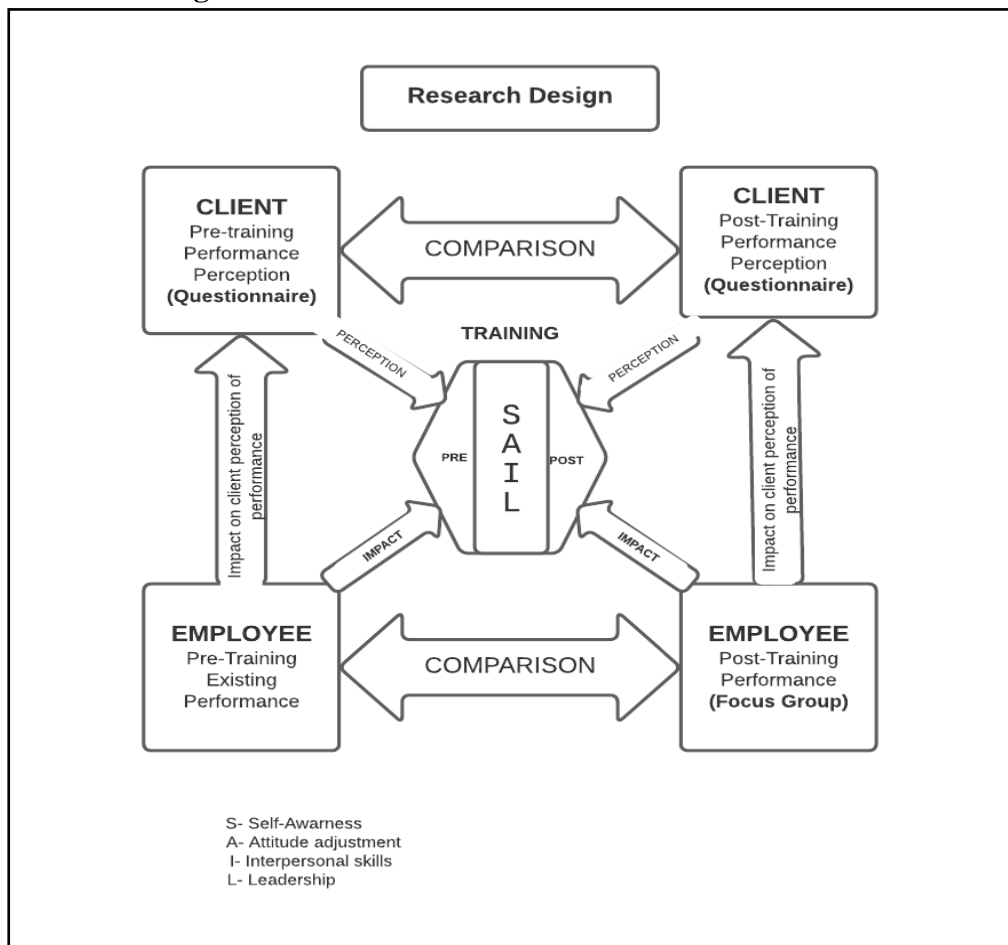 Research Design
CLIENT
Pre-training
Performance
Perception
(Questionnaire)
COMPARISON
CLIENT
Post-Training
Performance
Perception
(Questionnaire)
PERCEPTION
TRAINING
PERCEPTION
PRE
S
A
I
L
POST
Impact on client perception of
performance
Impact on client perception of
performance
IMPACT
IMPACT
EMPLOYEE
Pre-Training
Existing
Performance
COMPARISON
EMPLOYEE
Post-Training
Performance
(Focus Group)
S- Self-Awarness
A- Attitude adjustment
I- Interpersonal skills
L- Leadership